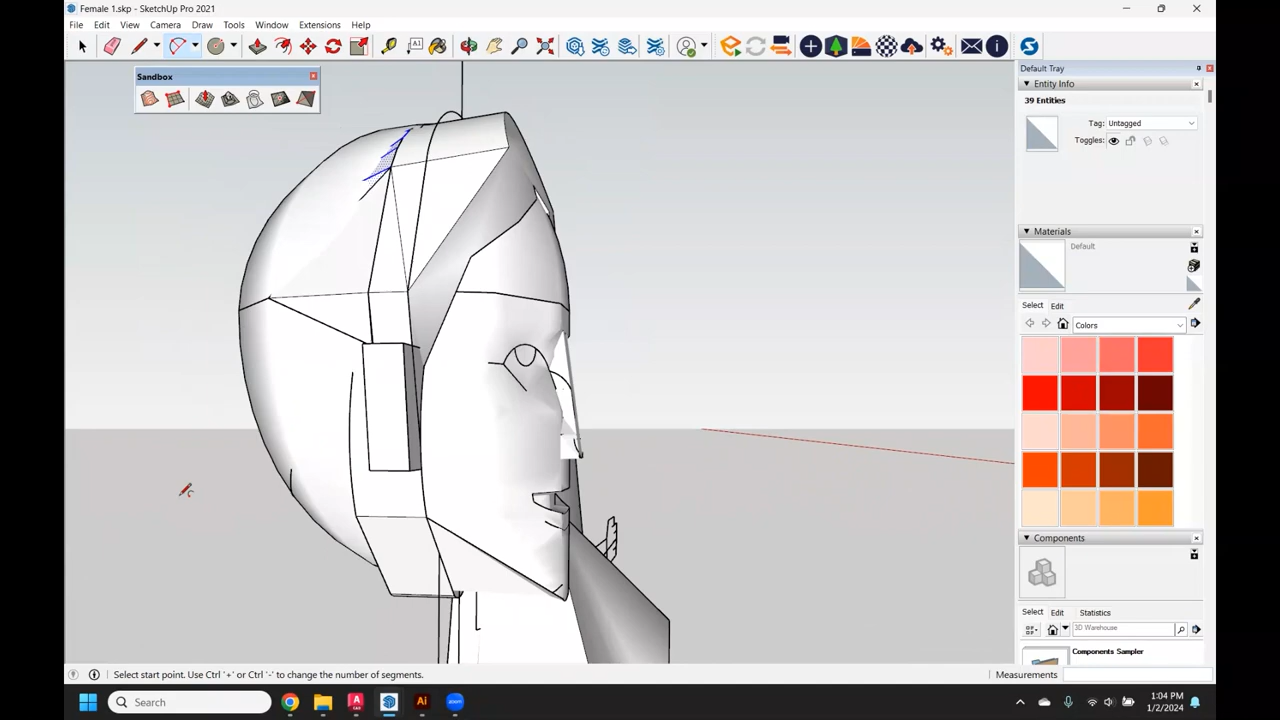 Female 1.skp - SketchUp Pro 2021
File Edit View Camera Draw Tools Window Extensions Help
Sandbox
Default Tray
Entity Info
39 Entities
Tag: Untagged
Toggles:
Materials
Default
Select Edit
Colors
Components
Select Edit Statistics
3D Warehouse
Components Sampler
Select start point. Use Ctrl '+' or Ctrl '-' to change the number of segments.
Measurements
Search
1:04 PM
1/2/2024